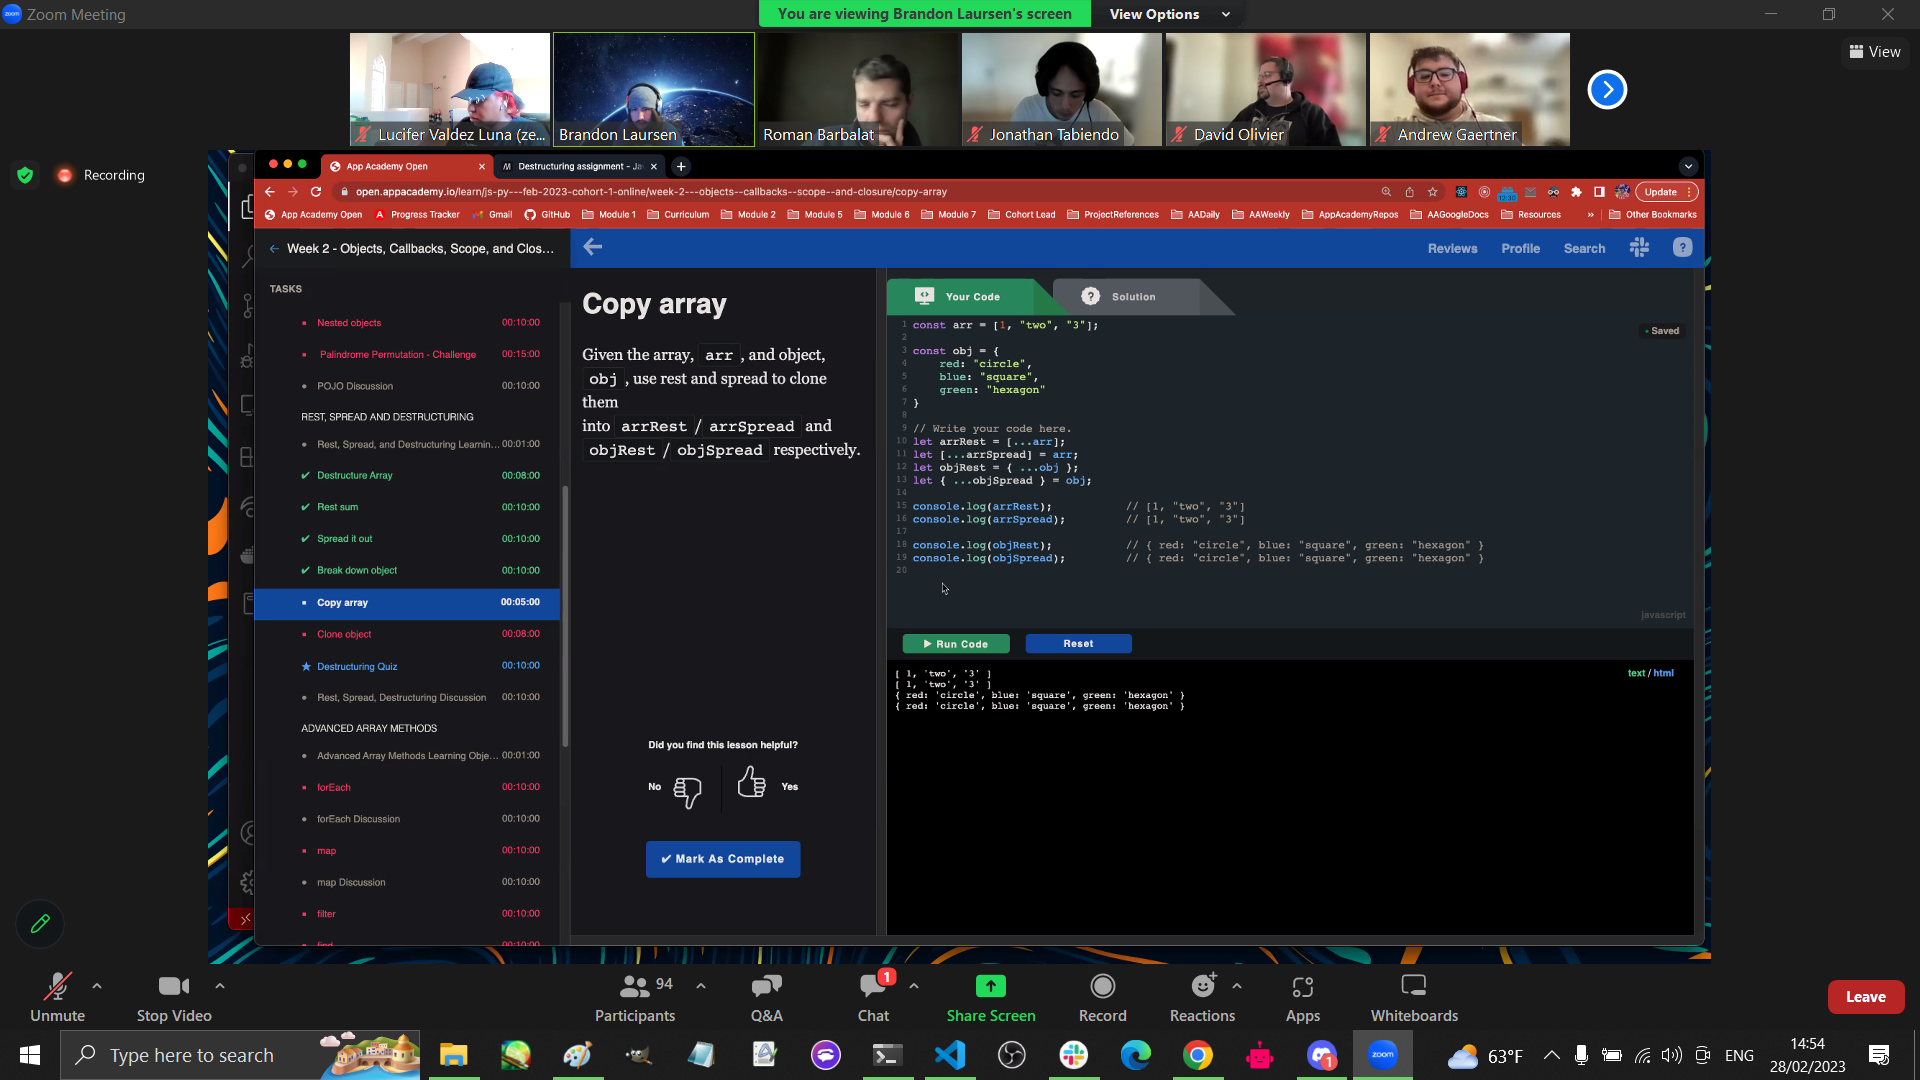 Zoom Meeting
You are viewing Brandon Laursen's screen
View Options
View
Lucifer Valdez Luna (ze...
Brandon Laursen
Roman Barbalat
Jonathan Tabiendo
David Olivier
Andrew Gaertner
Recording
App Academy Open
Destructuring assignment - Ja
open.appacademy.io/learn/js-py---feb-2023-cohort-1-online/week-2---objects--callbacks--scope--and-closure/copy-array
Update
App Academy Open
Progress Tracker
Gmail
GitHub
Module 1
Curriculum
Module 2
Module 5
Module 6
Module 7
Cohort Lead
ProjectReferences
AADaily
AAWeekly
AppAcademyRepos
AAGoogleDocs
Resources
»
Other Bookmarks
Week 2 - Objects, Callbacks, Scope, and Clos...
Reviews
Profile
Search
TASKS
Nested objects 00:10:00
Palindrome Permutation - Challenge 00:15:00
POJO Discussion 00:10:00
REST, SPREAD AND DESTRUCTURING
Rest, Spread, and Destructuring Learnin... 00:01:00
Destructure Array 00:08:00
Rest sum 00:10:00
Spread it out 00:10:00
Break down object 00:10:00
Copy array 00:05:00
Clone object 00:08:00
Destructuring Quiz 00:10:00
Rest, Spread, Destructuring Discussion 00:10:00
ADVANCED ARRAY METHODS
Advanced Array Methods Learning Obje... 00:01:00
forEach 00:10:00
forEach Discussion 00:10:00
map 00:10:00
map Discussion 00:10:00
filter 00:10:00
find 00:10:00
Copy array
Given the array, arr , and object,
obj , use rest and spread to clone
them
into arrRest / arrSpread and
objRest / objSpread respectively.
Did you find this lesson helpful?
No
Yes
✔ Mark As Complete
Your Code
Solution
Saved
1 const arr = [1, "two", "3"];
2
3 const obj = {
4 red: "circle",
5 blue: "square",
6 green: "hexagon"
7 }
8
9 // Write your code here.
10 let arrRest = [...arr];
11 let [...arrSpread] = arr;
12 let objRest = { ...obj };
13 let { ...objSpread } = obj;
14
15 console.log(arrRest); // [1, "two", "3"]
16 console.log(arrSpread); // [1, "two", "3"]
17
18 console.log(objRest); // { red: "circle", blue: "square", green: "hexagon" }
19 console.log(objSpread); // { red: "circle", blue: "square", green: "hexagon" }
20
javascript
Run Code
Reset
text / html
[ 1, 'two', '3' ]
[ 1, 'two', '3' ]
{ red: 'circle', blue: 'square', green: 'hexagon' }
{ red: 'circle', blue: 'square', green: 'hexagon' }
Unmute
Stop Video
94
Participants
Q&A
1
Chat
Share Screen
Record
Reactions
Apps
Whiteboards
Leave
Type here to search
1
zoom
63°F
ENG
14:54
28/02/2023